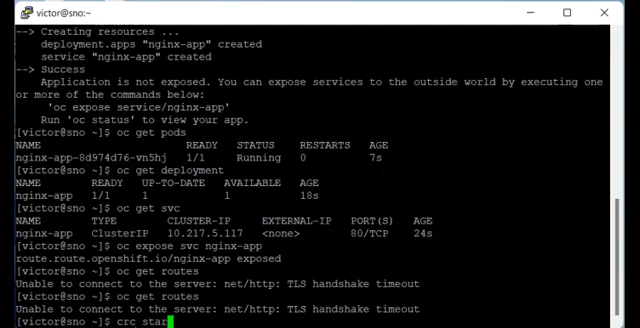 victor@sno:~
--> Creating resources ...
deployment.apps "nginx-app" created
service "nginx-app" created
--> Success
Application is not exposed. You can expose services to the outside world by executing one
or more of the commands below:
'oc expose service/nginx-app'
Run 'oc status' to view your app.
[victor@sno ~]$ oc get pods
NAME READY STATUS RESTARTS AGE
nginx-app-8d974d76-vn5hj 1/1 Running 0 7s
[victor@sno ~]$ oc get deployment
NAME READY UP-TO-DATE AVAILABLE AGE
nginx-app 1/1 1 1 18s
[victor@sno ~]$ oc get svc
NAME TYPE CLUSTER-IP EXTERNAL-IP PORT(S) AGE
nginx-app ClusterIP 10.217.5.117 <none> 80/TCP 24s
[victor@sno ~]$ oc expose svc nginx-app
route.route.openshift.io/nginx-app exposed
[victor@sno ~]$ oc get routes
Unable to connect to the server: net/http: TLS handshake timeout
[victor@sno ~]$ oc get routes
Unable to connect to the server: net/http: TLS handshake timeout
[victor@sno ~]$ crc star